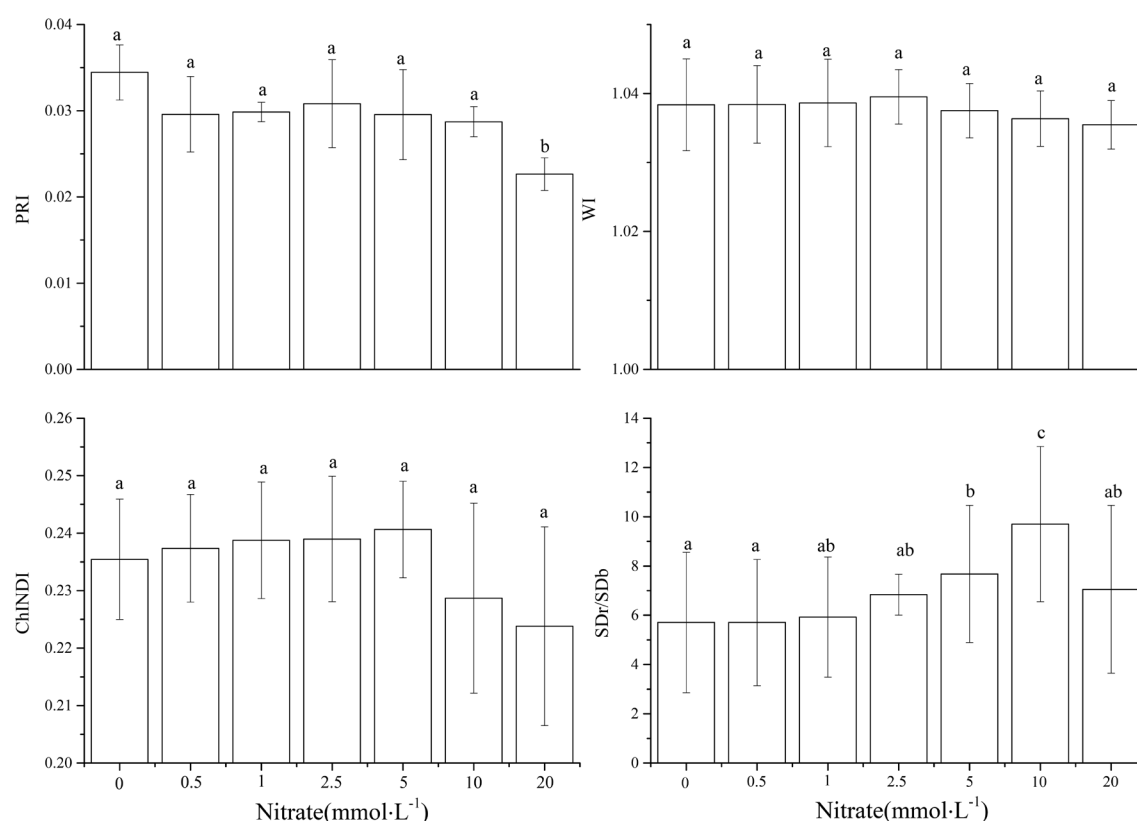 0.04
0.03
0.02
0.01
0.00
PRI
a
a
a
a
a
a
b
1.04
1.02
1.00
WI
a
a
a
a
a
a
a
0.26
0.25
0.24
0.23
0.22
0.21
0.20
ChlNDI
a
a
a
a
a
a
a
0
0.5
1
2.5
5
10
20
Nitrate(mmol·L⁻¹)
14
12
10
8
6
4
2
0
SDr/SDb
a
a
ab
ab
b
c
ab
0
0.5
1
2.5
5
10
20
Nitrate(mmol·L⁻¹)